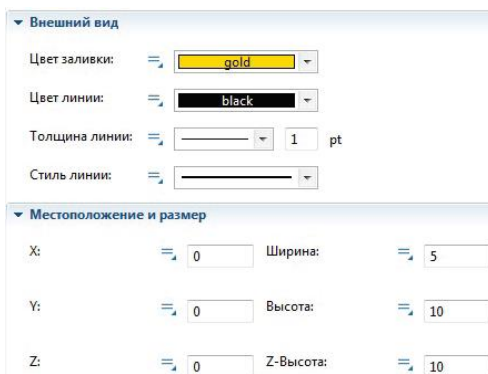 Внешний вид
Цвет заливки: gold
Цвет линии: black
Толщина линии: 1 pt
Стиль линии:
Местоположение и размер
X: 0 Ширина: 5
Y: 0 Высота: 10
Z: 0 Z-Высота: 10